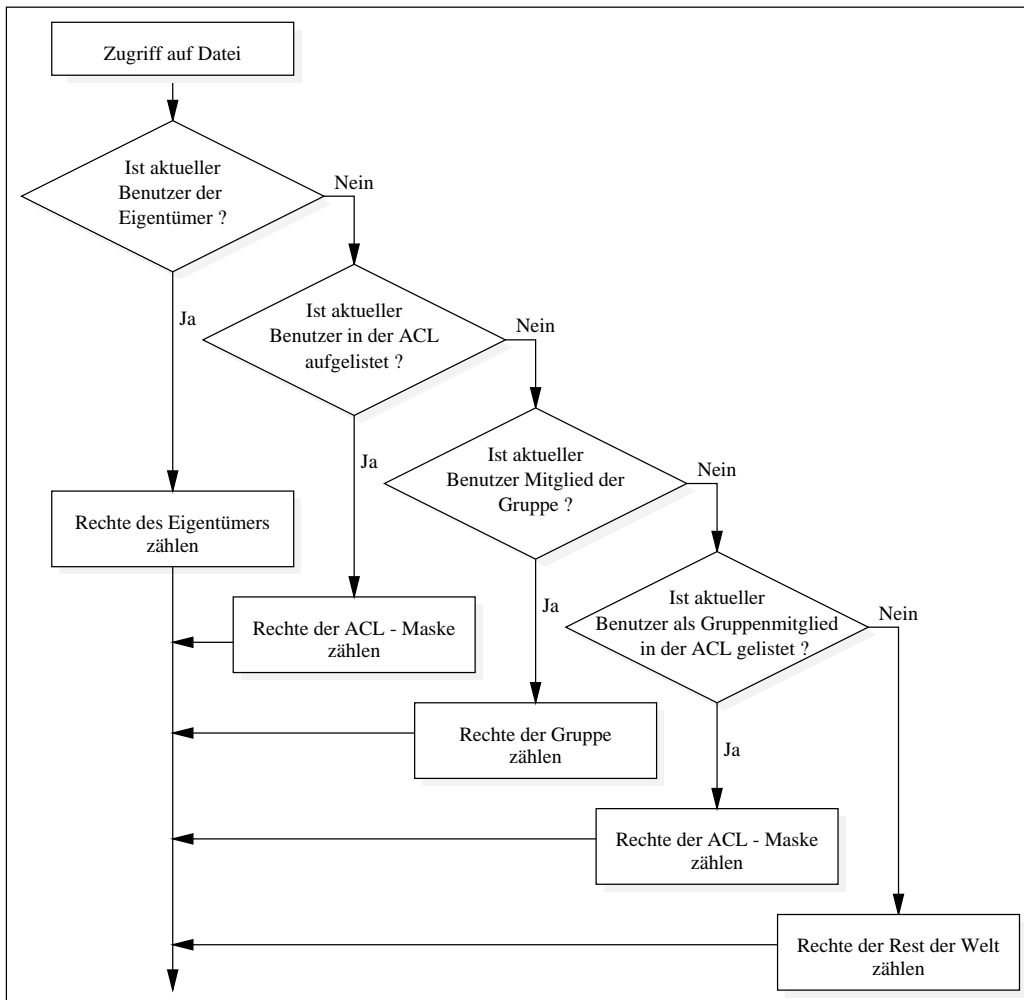 Zugriff auf Datei
Ist aktueller
Benutzer der
Eigentümer ?
Nein
Ja
Ist aktueller
Benutzer in der ACL
aufgelistet ?
Nein
Ja
Ist aktueller
Benutzer Mitglied der
Gruppe ?
Nein
Ja
Rechte des Eigentümers
zählen
Ist aktueller
Benutzer als Gruppenmitglied
in der ACL gelistet ?
Nein
Ja
Rechte der ACL - Maske
zählen
Rechte der Gruppe
zählen
Rechte der ACL - Maske
zählen
Rechte der Rest der Welt
zählen